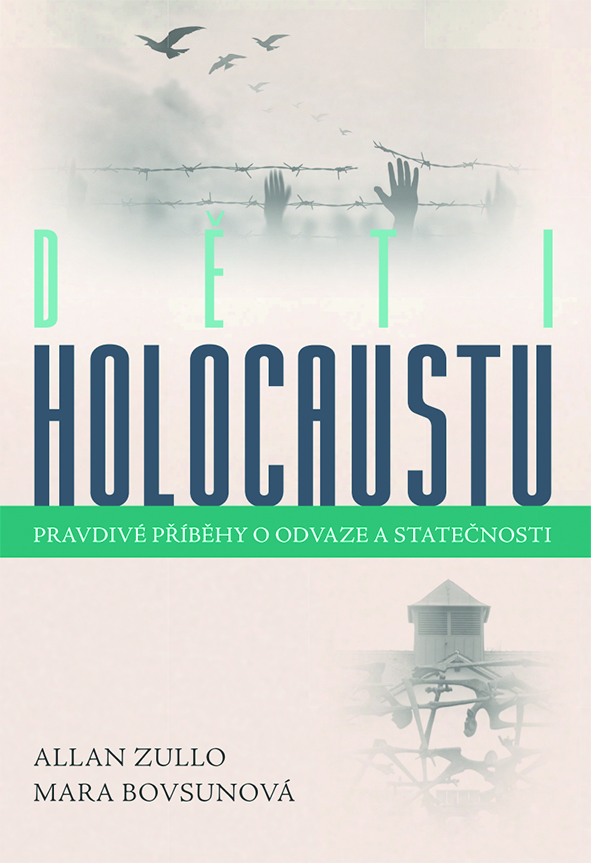 DĚTI
HOLOCAUSTU
PRAVDIVÉ PŘÍBĚHY O ODVAZE A STATEČNOSTI
ALLAN ZULLO
MARA BOVSUNOVÁ